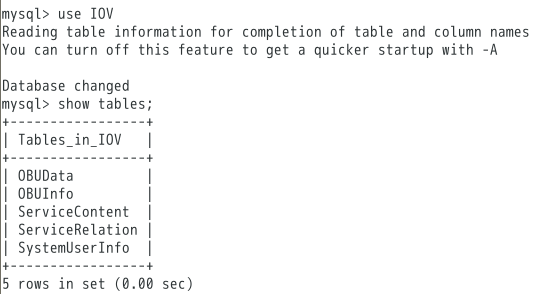 mysql> use IOV
Reading table information for completion of table and column names
You can turn off this feature to get a quicker startup with -A

Database changed
mysql> show tables;
+-----------------+
| Tables_in_IOV   |
+-----------------+
| OBUData         |
| OBUInfo         |
| ServiceContent  |
| ServiceRelation |
| SystemUserInfo  |
+-----------------+
5 rows in set (0.00 sec)